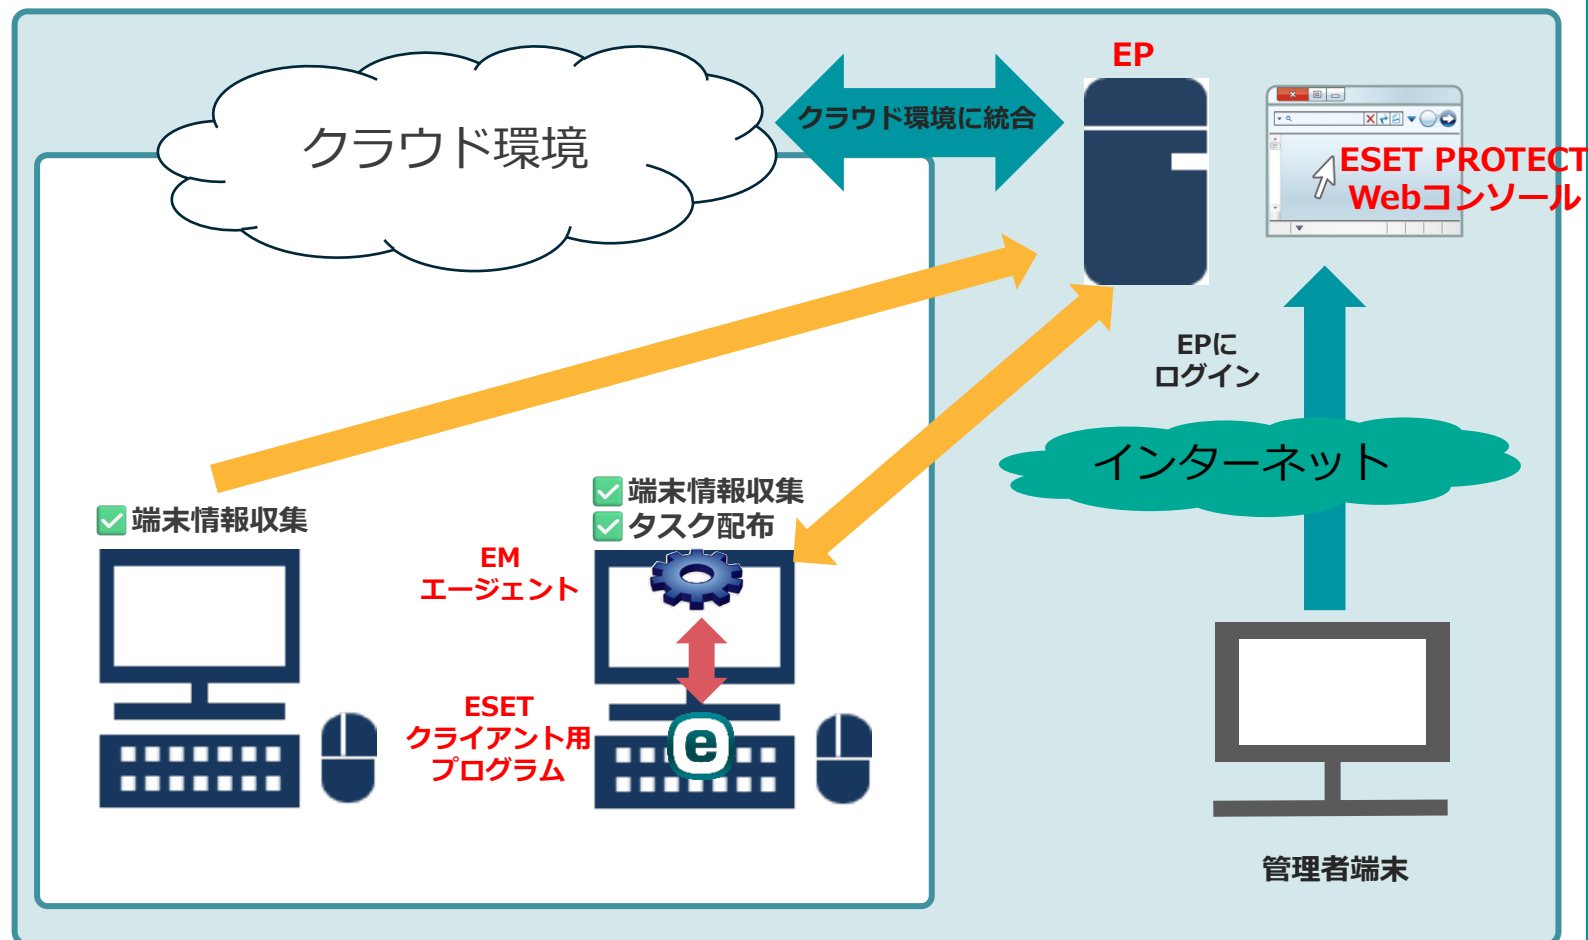 EP
クラウド環境に統合
クラウド環境
ESET PROTECT
Webコンソール
EPに
ログイン
インターネット
端末情報収集
端末情報収集
タスク配布
EM
エージェント
ESET
クライアント用
プログラム
e
管理者端末